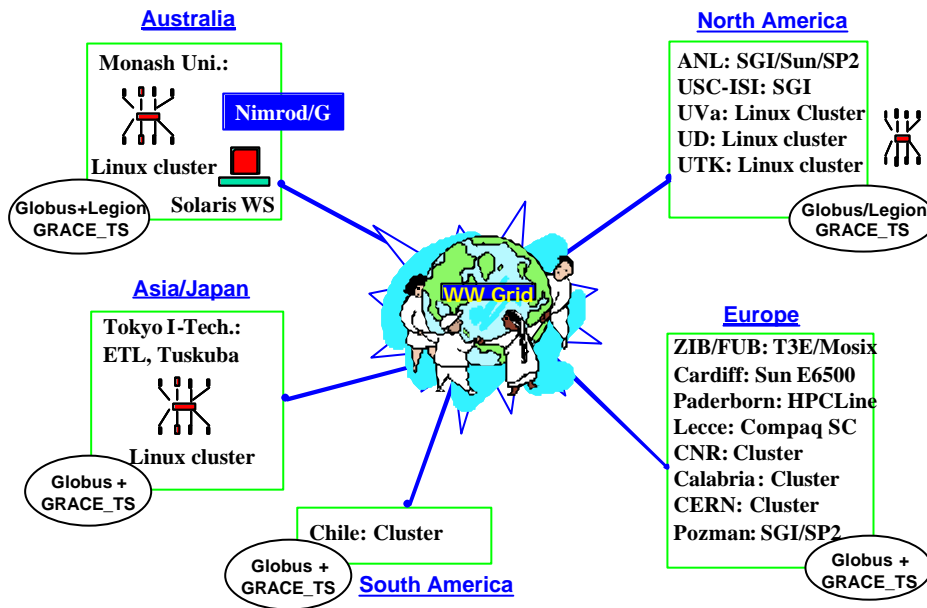 Australia
Monash Uni.:
Nimrod/G
Linux cluster
Solaris WS
Globus+Legion
GRACE_TS
North America
ANL: SGI/Sun/SP2
USC-ISI: SGI
UVa: Linux Cluster
UD: Linux cluster
UTK: Linux cluster
Globus/Legion
GRACE_TS
WW Grid
Asia/Japan
Tokyo I-Tech.:
ETL, Tuskuba
Linux cluster
Globus +
GRACE_TS
Europe
ZIB/FUB: T3E/Mosix
Cardiff: Sun E6500
Paderborn: HPCLine
Lecce: Compaq SC
CNR: Cluster
Calabria: Cluster
CERN: Cluster
Pozman: SGI/SP2
Globus +
GRACE_TS
Chile: Cluster
Globus +
GRACE_TS
South America